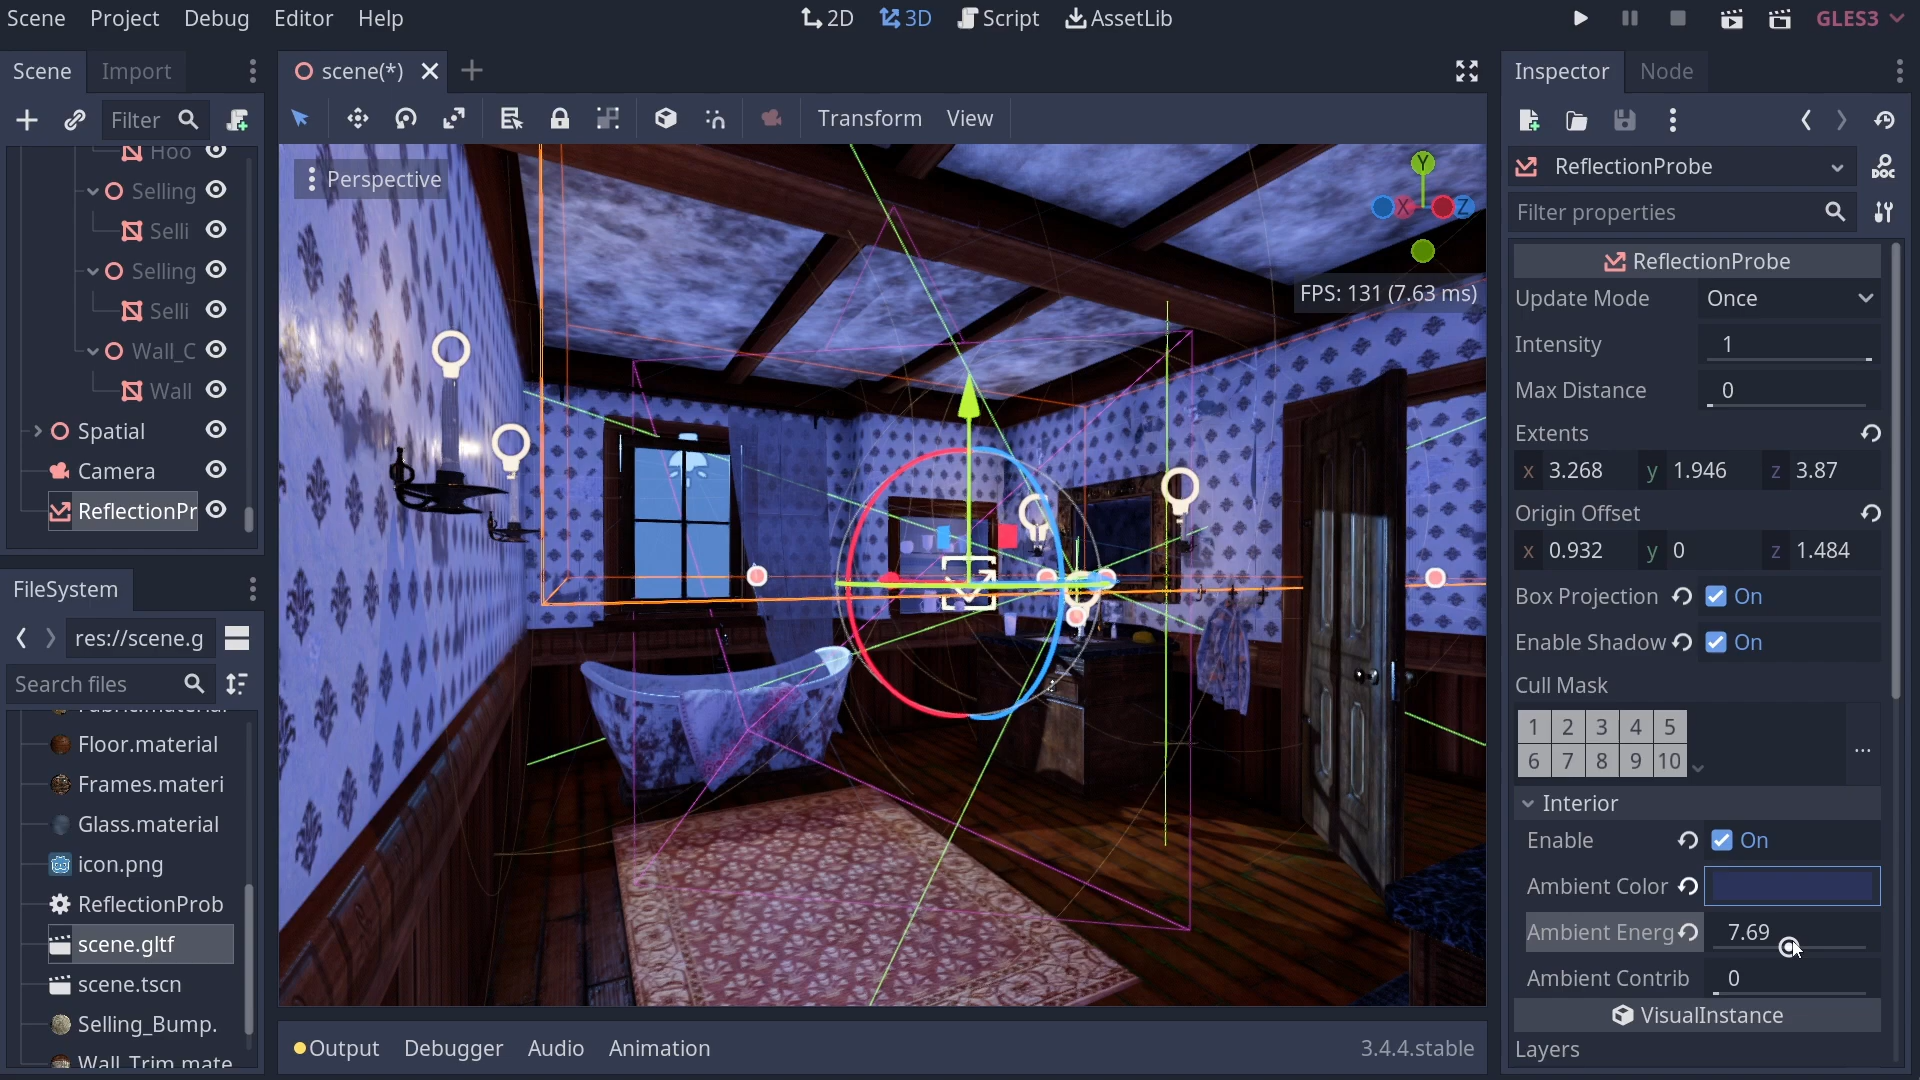 Scene Project Debug Editor Help
2D 3D Script AssetLib
GLES3
Scene Import
scene(*)
Inspector Node
Filter
Transform View
Hoo
Selling
Selli
Selling
Selli
Wall_C
Wall
Spatial
Camera
ReflectionPr
Perspective
Y
X Z
FPS: 131 (7.63 ms)
FileSystem
res://scene.g
Search files
Fabric.material
Floor.material
Frames.materi
Glass.material
icon.png
ReflectionProb
scene.gltf
scene.tscn
Selling_Bump.
Wall_Trim.mate
Output Debugger Audio Animation
3.4.4.stable
ReflectionProbe
DOC
Filter properties
ReflectionProbe
Update Mode Once
Intensity 1
Max Distance 0
Extents
x 3.268 y 1.946 z 3.87
Origin Offset
x 0.932 y 0 z 1.484
Box Projection On
Enable Shadow On
Cull Mask
1 2 3 4 5
6 7 8 9 10
...
Interior
Enable On
Ambient Color
Ambient Energ 7.69
Ambient Contrib 0
VisualInstance
Layers